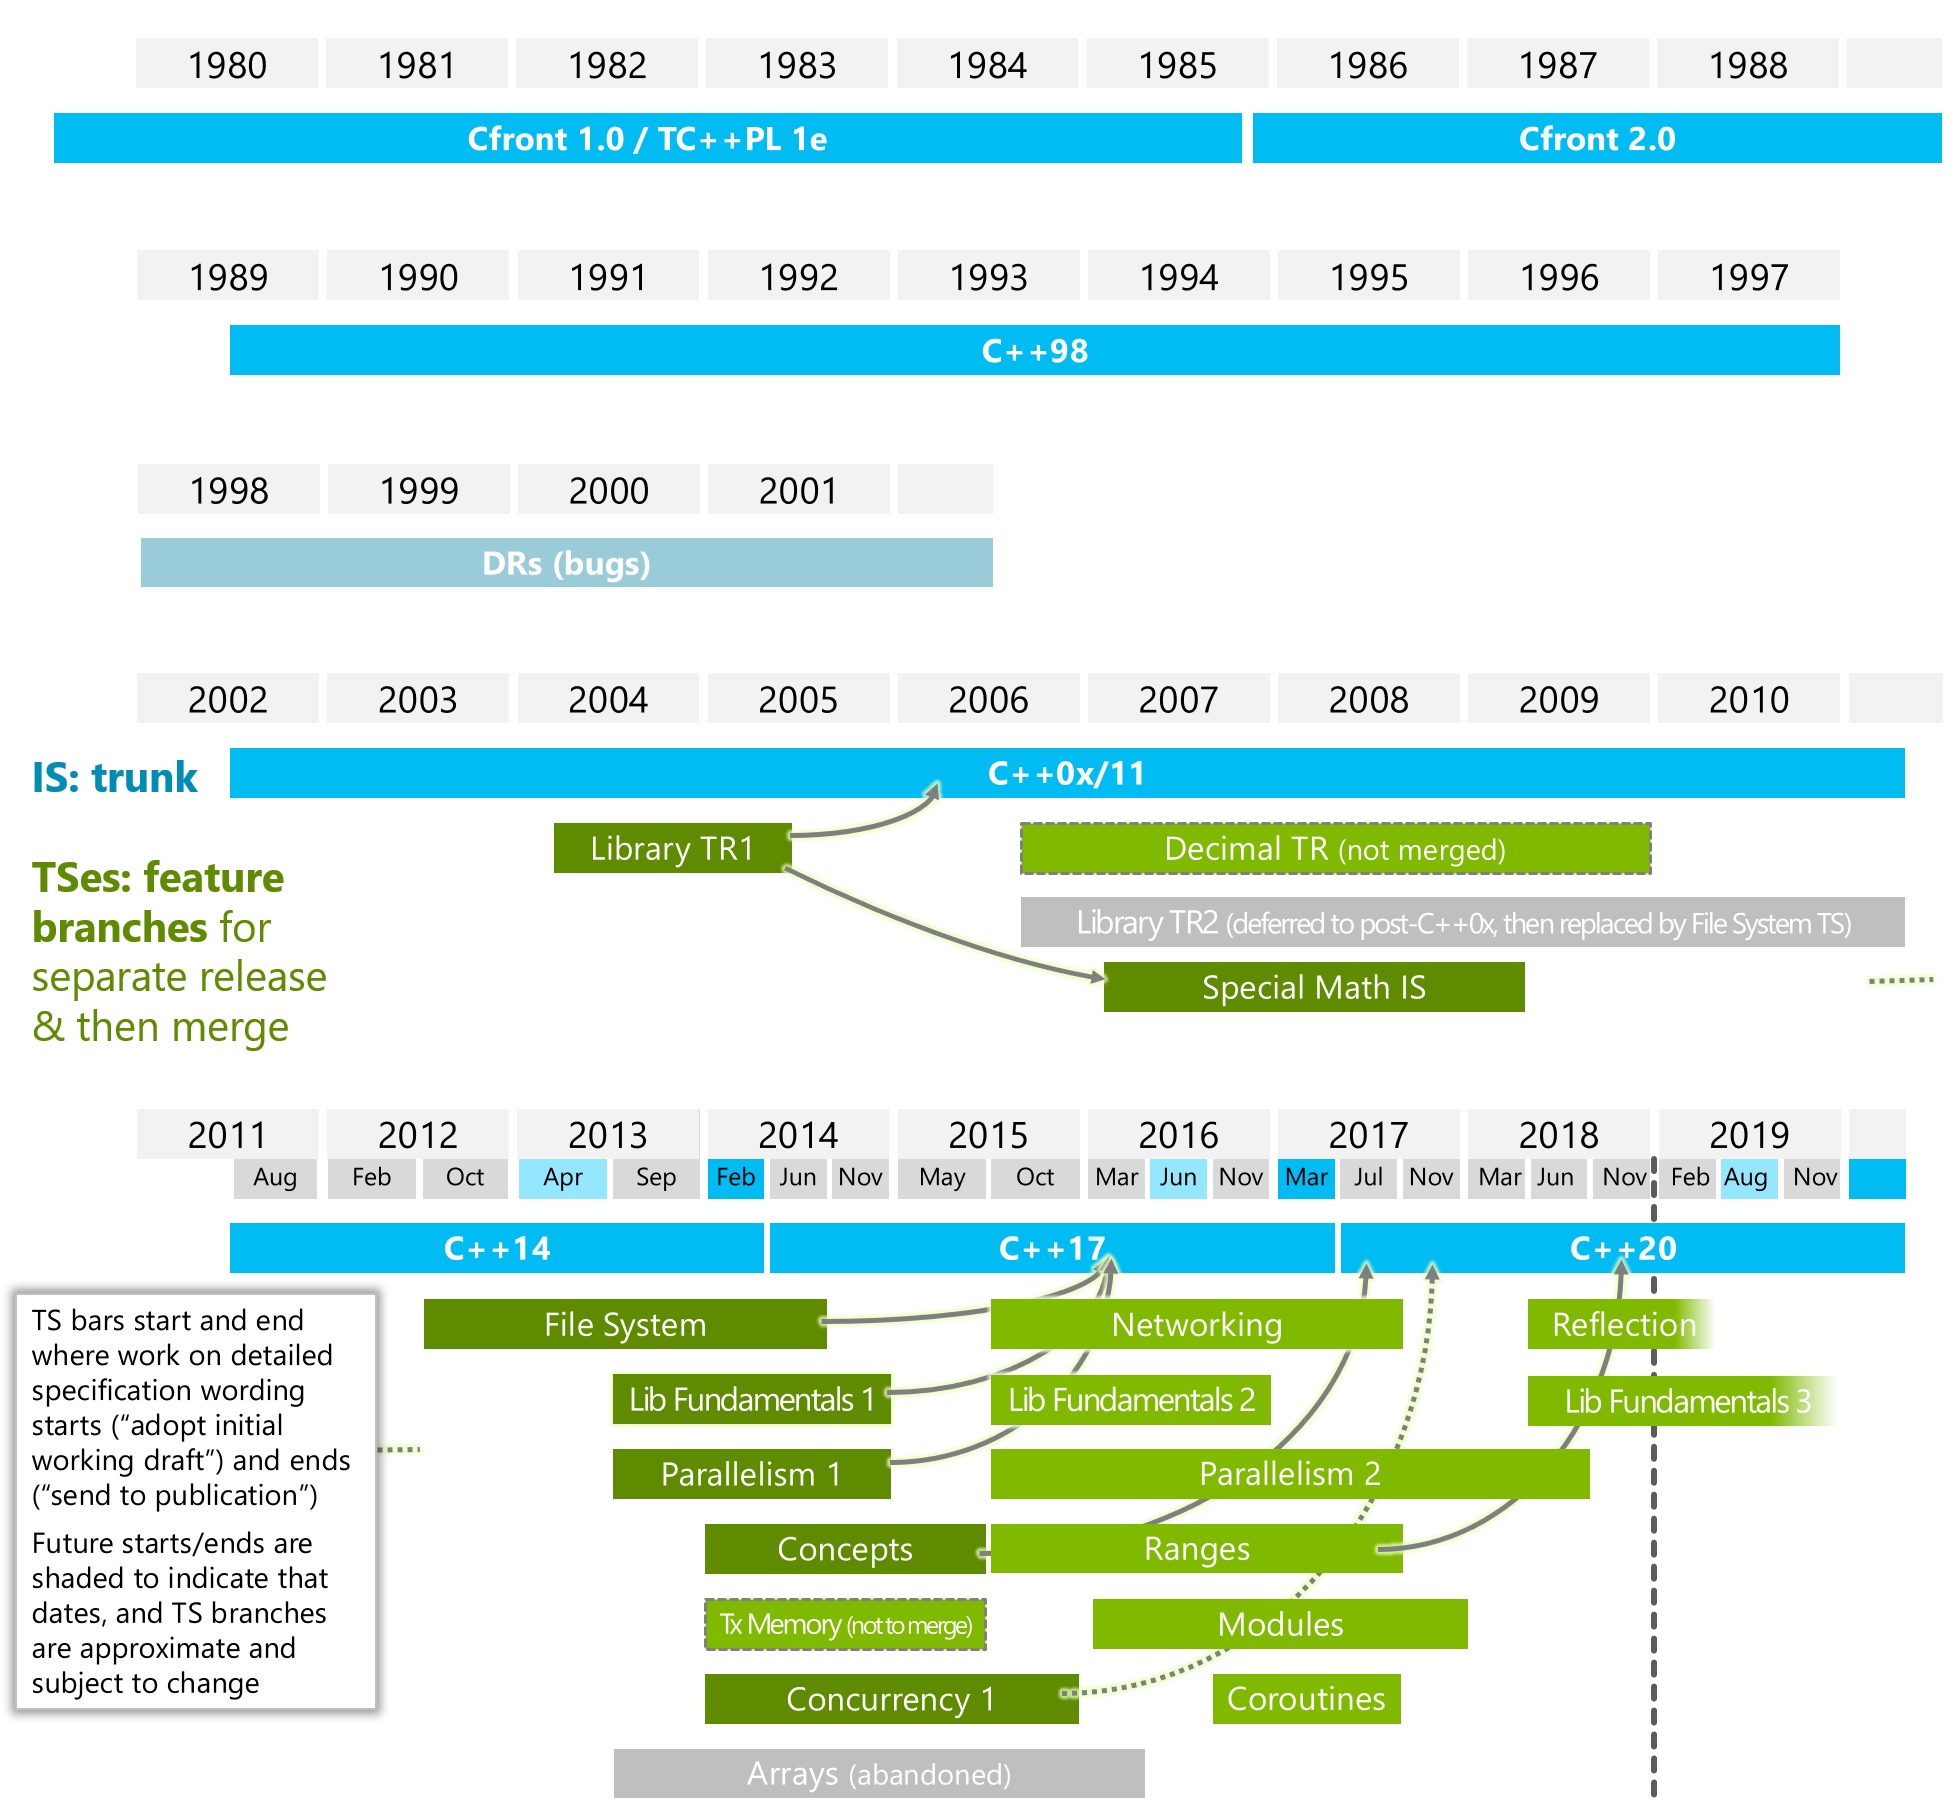 1980 1981 1982 1983 1984 1985 1986 1987 1988
Cfront 1.0 / TC++PL 1e Cfront 2.0
1989 1990 1991 1992 1993 1994 1995 1996 1997
C++98
1998 1999 2000 2001
DRs (bugs)
2002 2003 2004 2005 2006 2007 2008 2009 2010
IS: trunk
C++0x/11
Library TR1 Decimal TR (not merged)
TSes: feature
branches for
separate release
& then merge
Library TR2 (deferred to post-C++0x, then replaced by File System TS)
Special Math IS
2011 2012 2013 2014 2015 2016 2017 2018 2019
Aug Feb Oct Apr Sep Feb Jun Nov May Oct Mar Jun Nov Mar Jul Nov Mar Jun Nov Feb Aug Nov
C++14 C++17 C++20
TS bars start and end
where work on detailed
specification wording
starts (“adopt initial
working draft”) and ends
(“send to publication”)
Future starts/ends are
shaded to indicate that
dates, and TS branches
are approximate and
subject to change
File System Networking Reflection
Lib Fundamentals 1 Lib Fundamentals 2 Lib Fundamentals 3
Parallelism 1 Parallelism 2
Concepts Ranges
Tx Memory (not to merge) Modules
Concurrency 1 Coroutines
Arrays (abandoned)